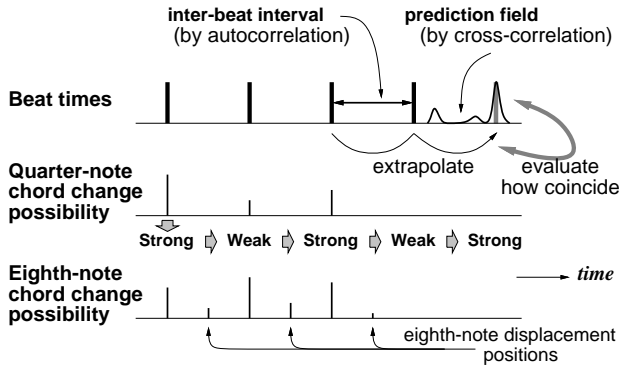 inter-beat interval
(by autocorrelation)
prediction field
(by cross-correlation)
Beat times
extrapolate
evaluate
how coincide
Quarter-note
chord change
possibility
Strong Weak Strong Weak Strong
Eighth-note
chord change
possibility
time
eighth-note displacement
positions